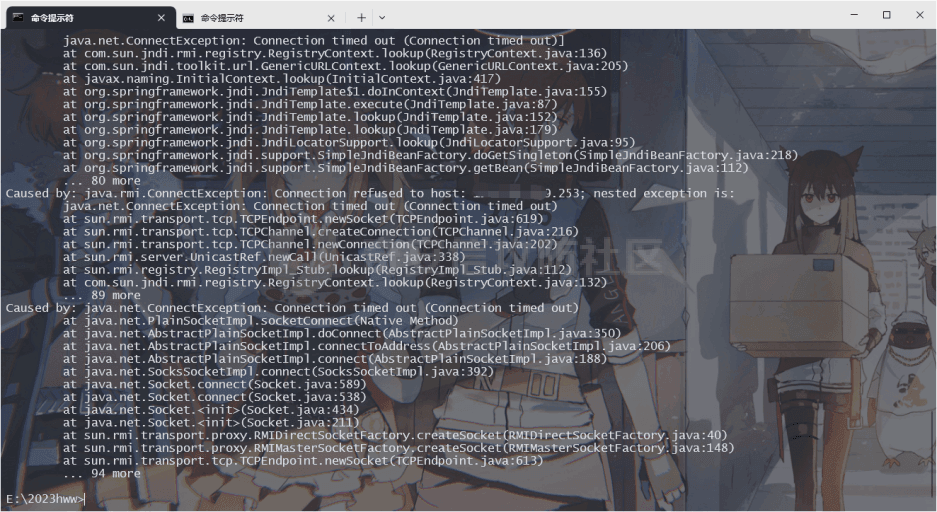 命令提示符
命令提示符
java.net.ConnectException: Connection timed out (Connection timed out)]
at com.sun.jndi.rmi.registry.RegistryContext.lookup(RegistryContext.java:136)
at com.sun.jndi.toolkit.url.GenericURLContext.lookup(GenericURLContext.java:205)
at javax.naming.InitialContext.lookup(InitialContext.java:417)
at org.springframework.jndi.JndiTemplate$1.doInContext(JndiTemplate.java:155)
at org.springframework.jndi.JndiTemplate.execute(JndiTemplate.java:87)
at org.springframework.jndi.JndiTemplate.lookup(JndiTemplate.java:152)
at org.springframework.jndi.JndiTemplate.lookup(JndiTemplate.java:179)
at org.springframework.jndi.JndiLocatorSupport.lookup(JndiLocatorSupport.java:95)
at org.springframework.jndi.support.SimpleJndiBeanFactory.doGetSingleton(SimpleJndiBeanFactory.java:218)
at org.springframework.jndi.support.SimpleJndiBeanFactory.getBean(SimpleJndiBeanFactory.java:112)
... 80 more
Caused by: java.rmi.ConnectException: Connection refused to host: 9.253; nested exception is:
java.net.ConnectException: Connection timed out (Connection timed out)
at sun.rmi.transport.tcp.TCPEndpoint.newSocket(TCPEndpoint.java:619)
at sun.rmi.transport.tcp.TCPChannel.createConnection(TCPChannel.java:216)
at sun.rmi.transport.tcp.TCPChannel.newConnection(TCPChannel.java:202)
at sun.rmi.server.UnicastRef.newCall(UnicastRef.java:338)
at sun.rmi.registry.RegistryImpl_Stub.lookup(RegistryImpl_Stub.java:112)
at com.sun.jndi.rmi.registry.RegistryContext.lookup(RegistryContext.java:132)
... 89 more
Caused by: java.net.ConnectException: Connection timed out (Connection timed out)
at java.net.PlainSocketImpl.socketConnect(Native Method)
at java.net.AbstractPlainSocketImpl.doConnect(AbstractPlainSocketImpl.java:350)
at java.net.AbstractPlainSocketImpl.connectToAddress(AbstractPlainSocketImpl.java:206)
at java.net.AbstractPlainSocketImpl.connect(AbstractPlainSocketImpl.java:188)
at java.net.SocksSocketImpl.connect(SocksSocketImpl.java:392)
at java.net.Socket.connect(Socket.java:589)
at java.net.Socket.connect(Socket.java:538)
at java.net.Socket.<init>(Socket.java:434)
at java.net.Socket.<init>(Socket.java:211)
at sun.rmi.transport.proxy.RMIDirectSocketFactory.createSocket(RMIDirectSocketFactory.java:40)
at sun.rmi.transport.proxy.RMIMasterSocketFactory.createSocket(RMIMasterSocketFactory.java:148)
at sun.rmi.transport.tcp.TCPEndpoint.newSocket(TCPEndpoint.java:613)
... 94 more
E:\2023hww>